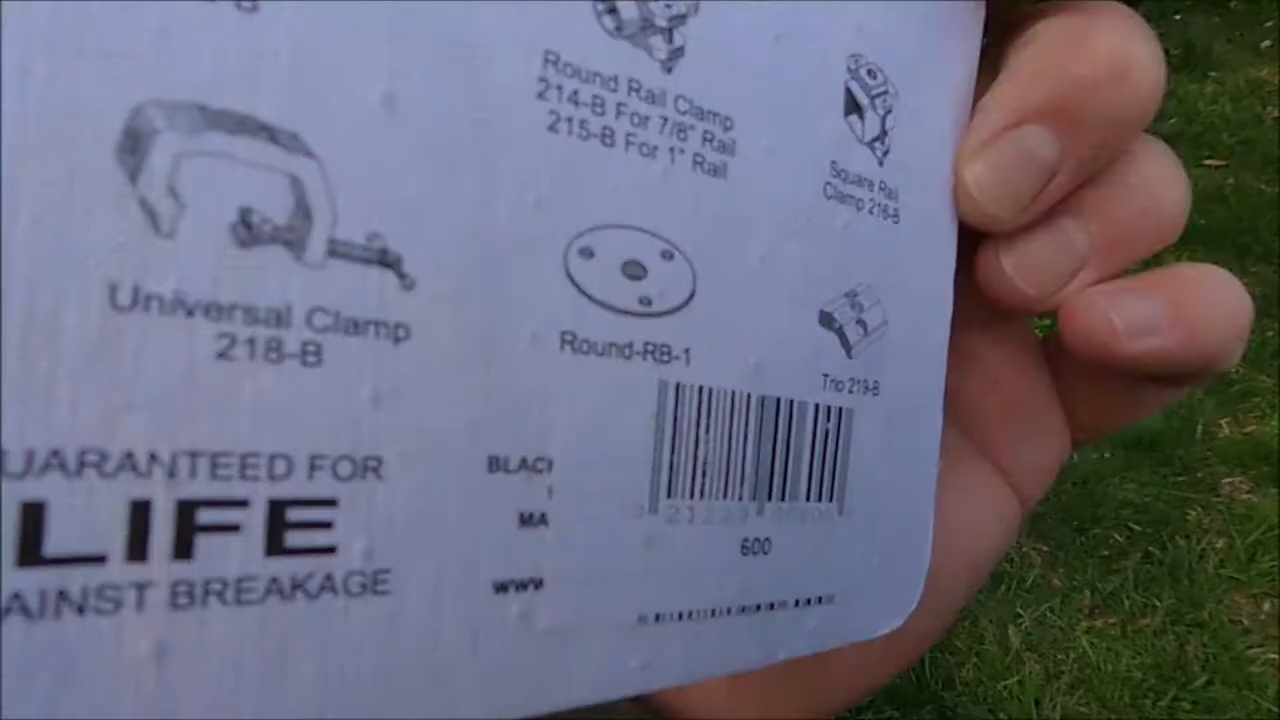 Round Rail Clamp
214-B For 7/8" Rail
215-B For 1" Rail
Square Rail
Clamp 216-B
Universal Clamp
218-B
Round-RB-1
Trio 219-B
UARANTEED FOR
LIFE
AINST BREAKAGE
BLACK
MA
www
600